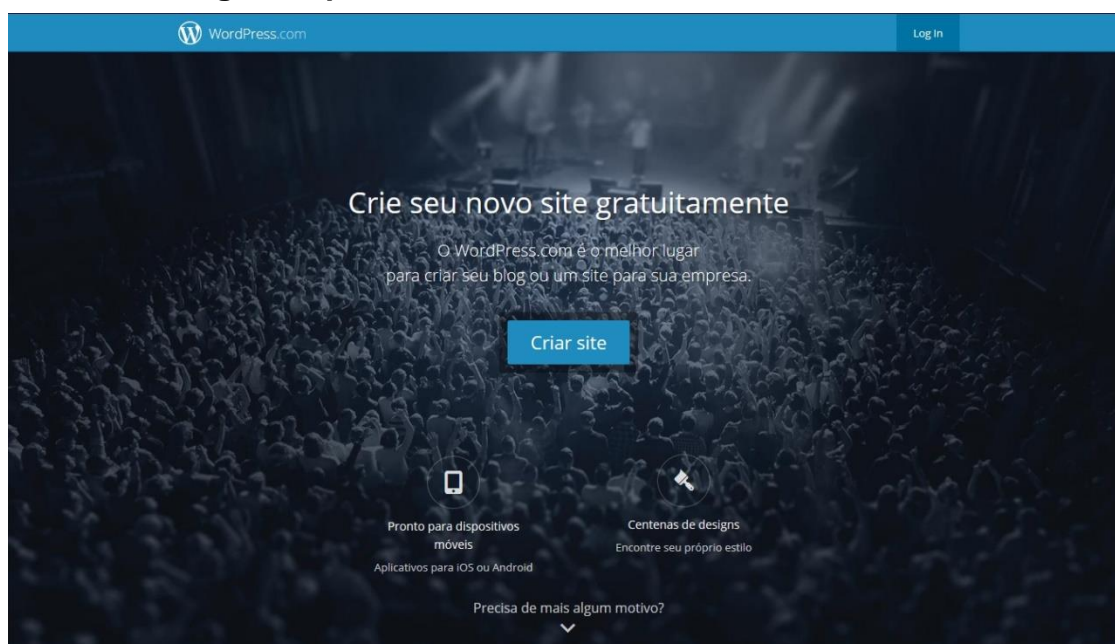 WordPress.com
Log In
Crie seu novo site gratuitamente
O WordPress.com é o melhor lugar
para criar seu blog ou um site para sua empresa.
Criar site
Pronto para dispositivos
móveis
Aplicativos para iOS ou Android
Centenas de designs
Encontre seu próprio estilo
Precisa de mais algum motivo?